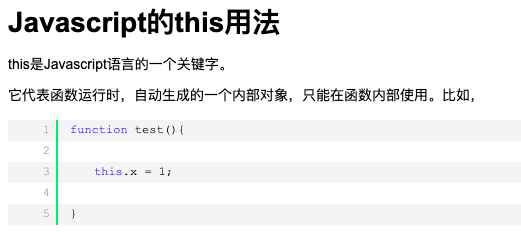 Javascript的this用法
this是Javascript语言的一个关键字。
它代表函数运行时，自动生成的一个内部对象，只能在函数内部使用。比如，
1 function test(){
2
3 this.x = 1;
4
5 }